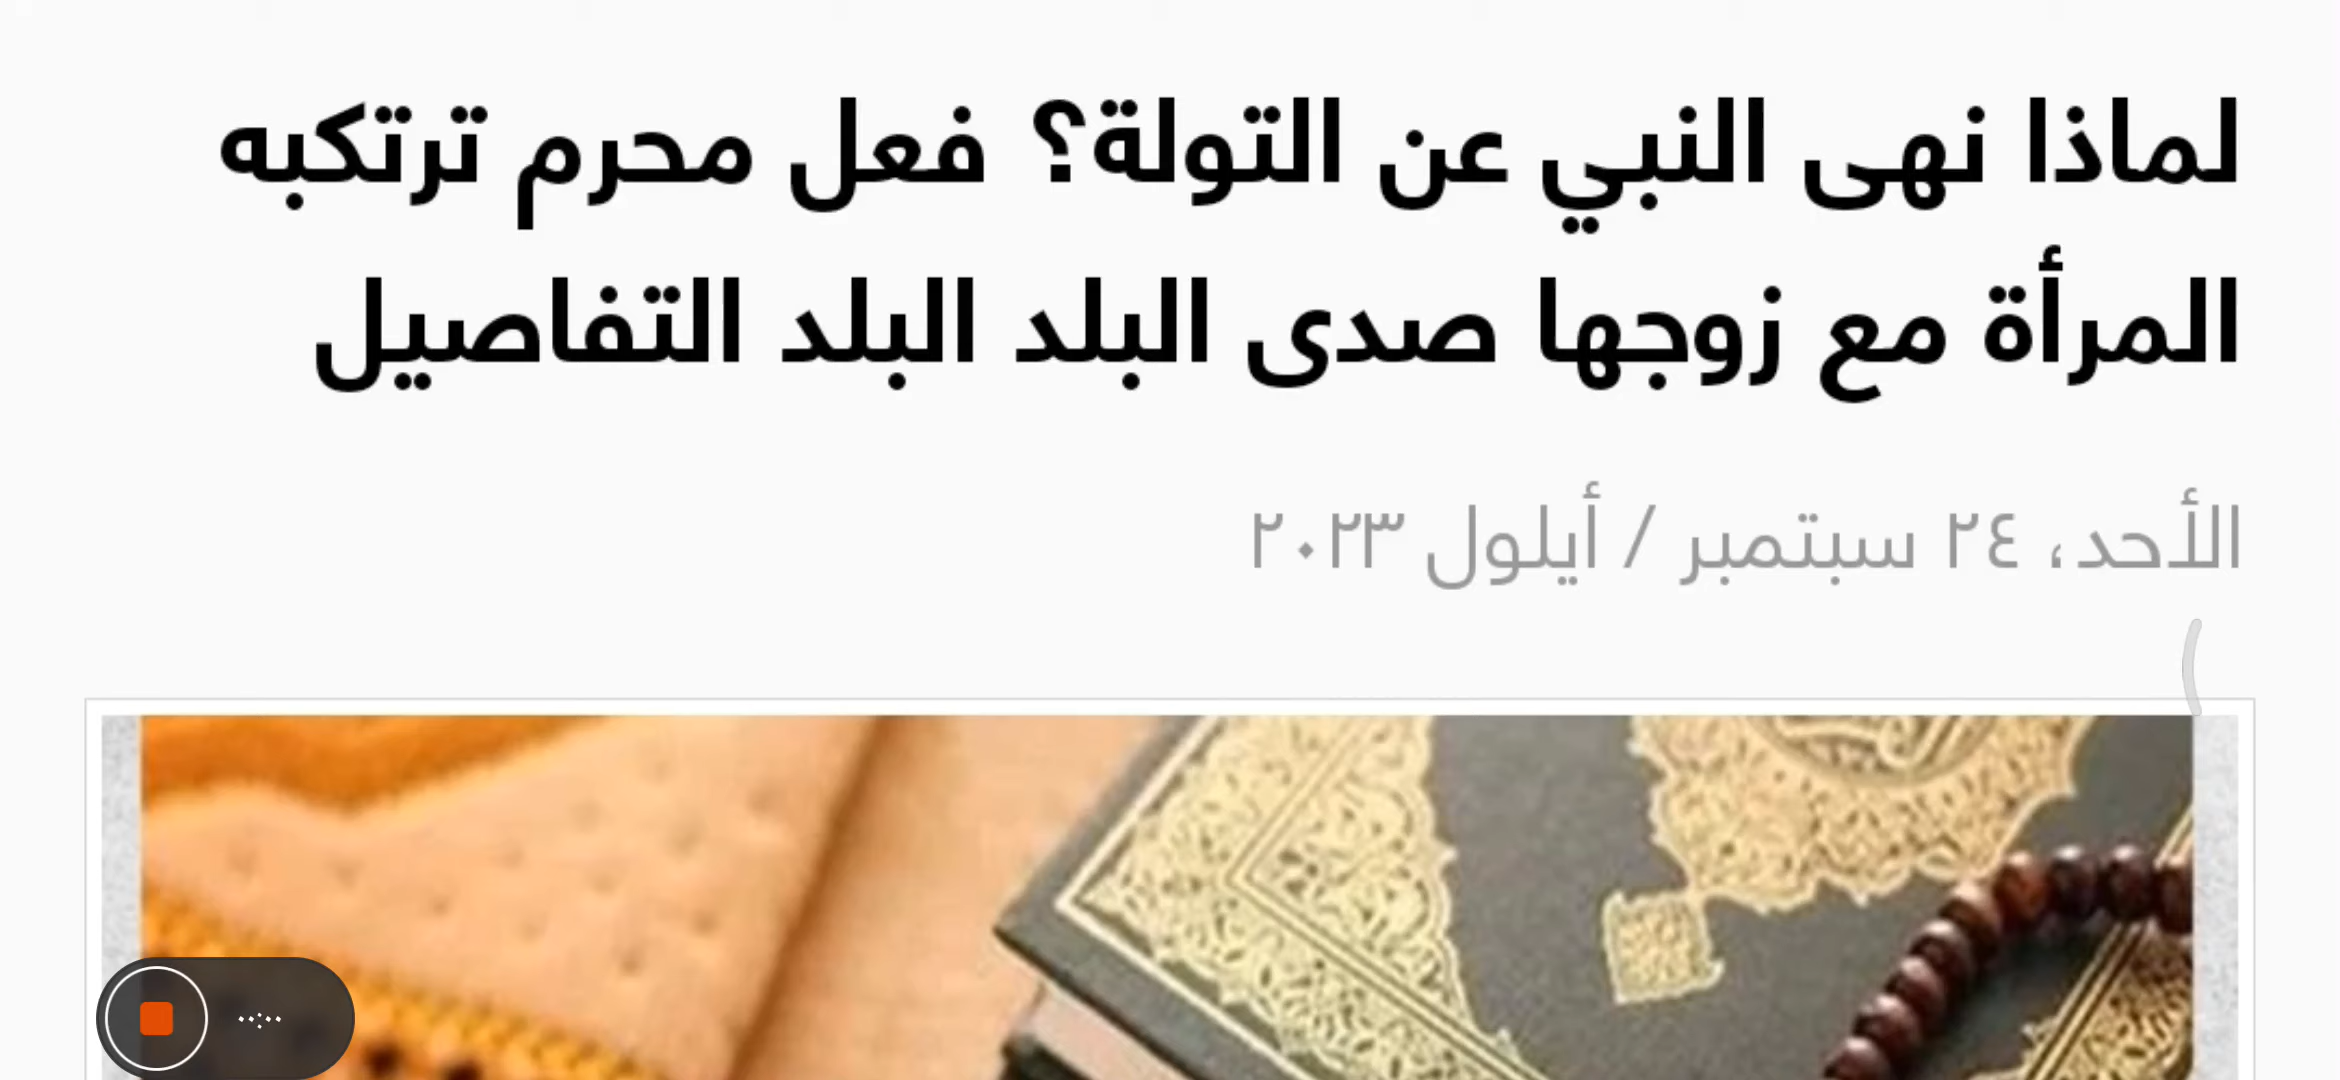 لماذا نهى النبي عن التولة؟ فعل محرم ترتكبه
المرأة مع زوجها صدى البلد البلد التفاصيل
الأحد، ٢٤ سبتمبر / أيلول ٢٠٢٣